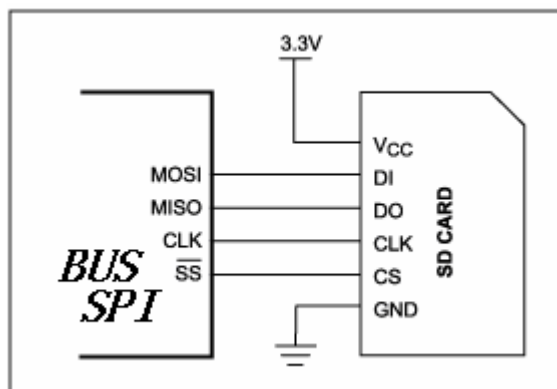 3.3V
VCC
MOSI
DI
MISO
DO
CLK
CLK
SS
CS
GND
BUS
SPI
SD CARD